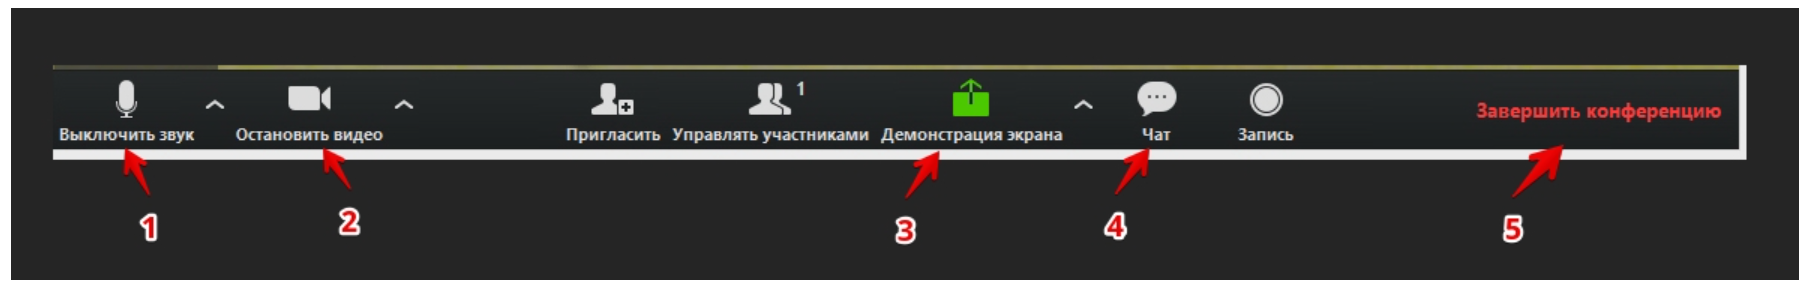 1
Выключить звук
Остановить видео
Пригласить
Управлять участниками
Демонстрация экрана
Чат
Запись
Завершить конференцию
1
2
3
4
5